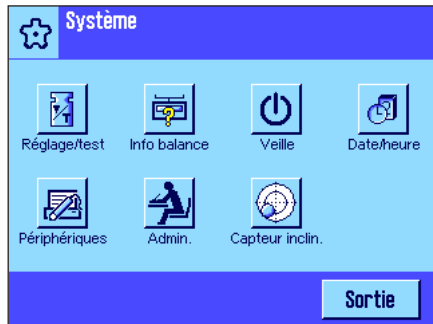 Système
Réglage/test Info balance Veille Date/heure
Périphériques Admin. Capteur inclin.
Sortie